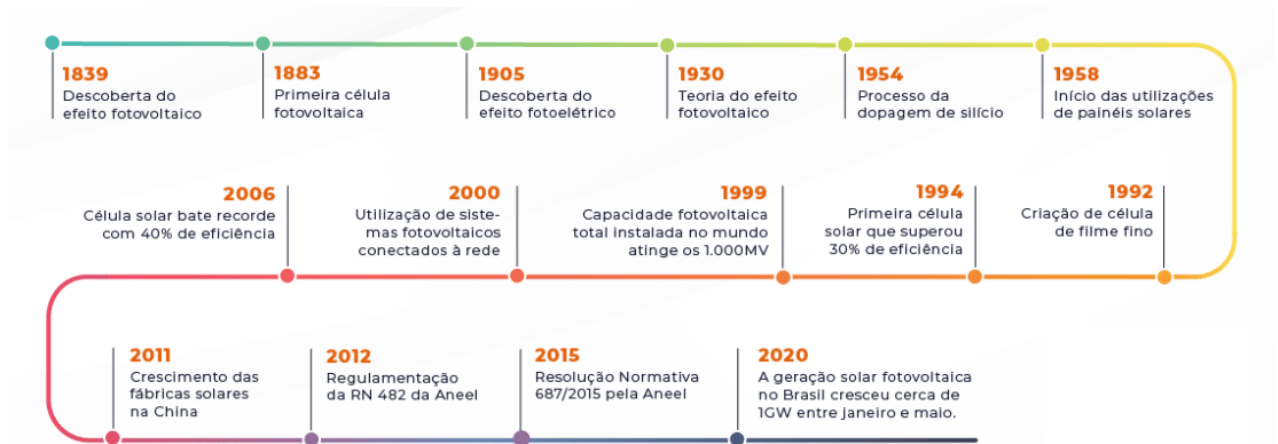 1839
Descoberta do
efeito fotovoltaico
1883
Primeira célula
fotovoltaica
1905
Descoberta do
efeito fotoelétrico
1930
Teoria do efeito
fotovoltaico
1954
Processo da
dopagem de silício
1958
Início das utilizações
de painéis solares
1992
Criação de célula
de filme fino
1994
Primeira célula
solar que superou
30% de eficiência
1999
Capacidade fotovoltaica
total instalada no mundo
atinge os 1.000MV
2000
Utilização de siste-
mas fotovoltaicos
conectados à rede
2006
Célula solar bate recorde
com 40% de eficiência
2011
Crescimento das
fábricas solares
na China
2012
Regulamentação
da RN 482 da Aneel
2015
Resolução Normativa
687/2015 pela Aneel
2020
A geração solar fotovoltaica
no Brasil cresceu cerca de
1GW entre janeiro e maio.